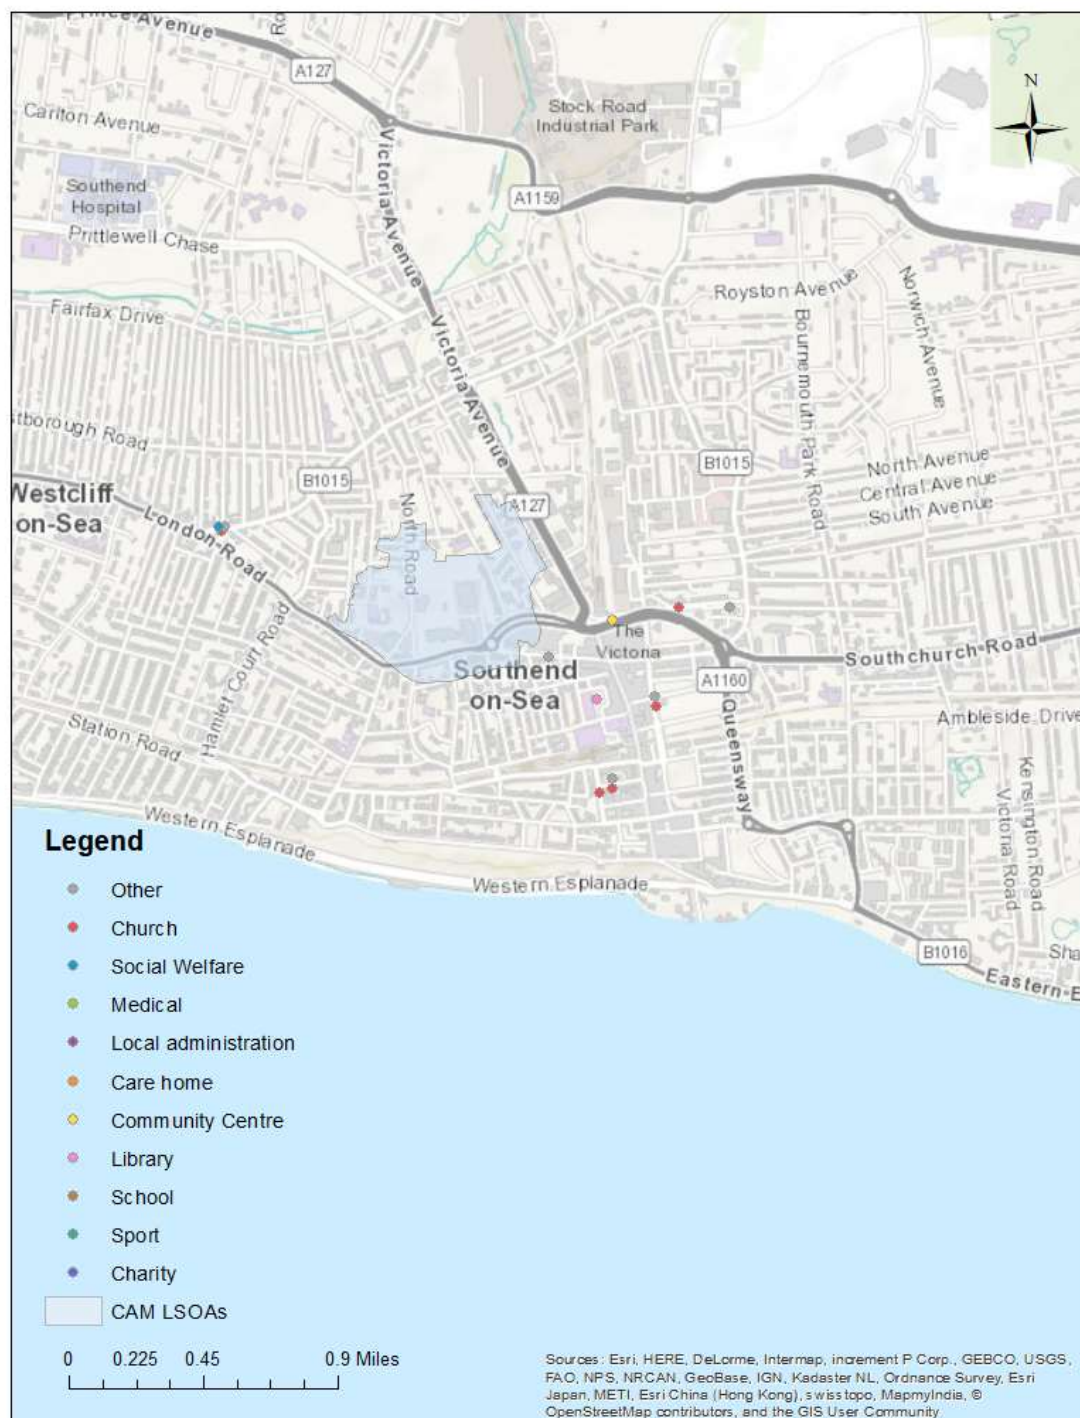 Prince Avenue
Ro
A127
N
Stock Road
Industrial Park
Carlton Avenue
Victoria Avenue
Southend
Hospital
A1159
Prittlewell Chase
Royston Avenue
Norwich Avenue
Fairfax Drive
Bournemouth Park Road
Victoria Avenue
stborough Road
B1015
North Avenue
Central Avenue
South Avenue
B1015
Westcliff
on-Sea
London Road
North Road
A127
Hamlet Court Road
The
Victoria
Southchurch Road
Southend
on-Sea
A1160
Queensway
Ambleside Drive
Station Road
Kensington Road
Victoria Road
Western Esplanade
Western Esplanade
B1016
Sha
Eastern E
Legend
Other
Church
Social Welfare
Medical
Local administration
Care home
Community Centre
Library
School
Sport
Charity
CAM LSOAs
0 0.225 0.45 0.9 Miles
Sources: Esri, HERE, DeLorme, Intermap, increment P Corp., GEBCO, USGS,
FAO, NPS, NRCAN, GeoBase, IGN, Kadaster NL, Ordnance Survey, Esri
Japan, METI, Esri China (Hong Kong), swisstopo, MapmyIndia, ©
OpenStreetMap contributors, and the GIS User Community